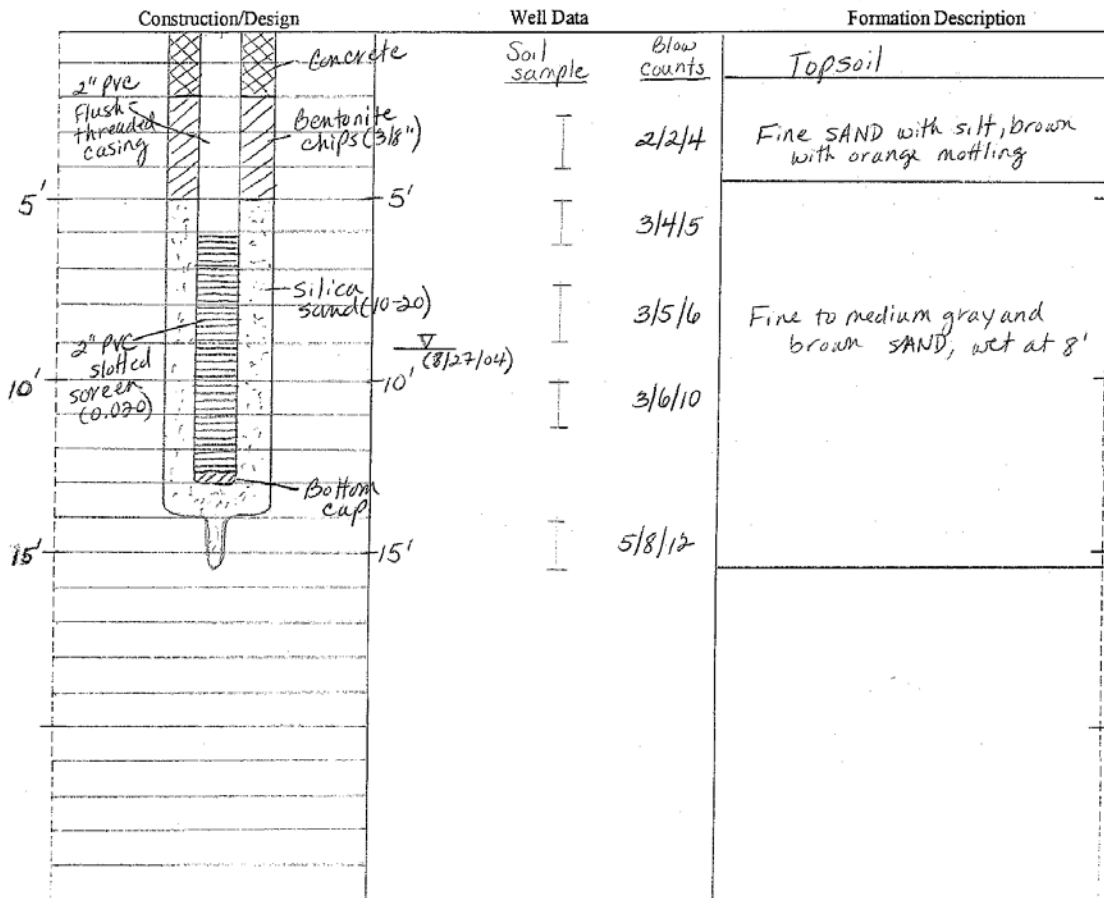 Construction/Design
Well Data
Formation Description
Concrete
2" PVC
Flush-
threaded
casing
Bentonite
chips (3/8")
5'
5'
Silica
sand (10-20)
2" PVC
slotted
screen
(0.020)
10'
10'
Bottom
cap
15'
15'
Soil
sample
Blow
counts
2/2/4
3/4/5
3/5/6
∇
(8/27/04)
3/6/10
5/8/12
Topsoil
Fine SAND with silt, brown
with orange mottling
Fine to medium gray and
brown SAND, wet at 8'